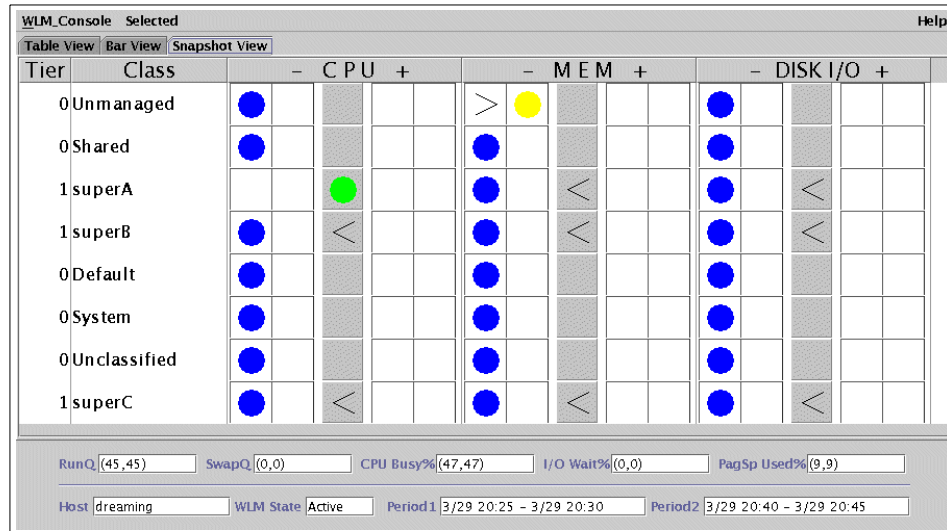 WLM_Console Selected Help
Table View Bar View Snapshot View
Tier Class - CPU + - MEM + - DISK I/O +
0 Unmanaged >
0 Shared
1 superA < <
1 superB < < <
0 Default
0 System
0 Unclassified
1 superC < < <
RunQ (45,45) SwapQ (0,0) CPU Busy% (47,47) I/O Wait% (0,0) PagSp Used% (9,9)
Host dreaming WLM State Active Period1 3/29 20:25 - 3/29 20:30 Period2 3/29 20:40 - 3/29 20:45